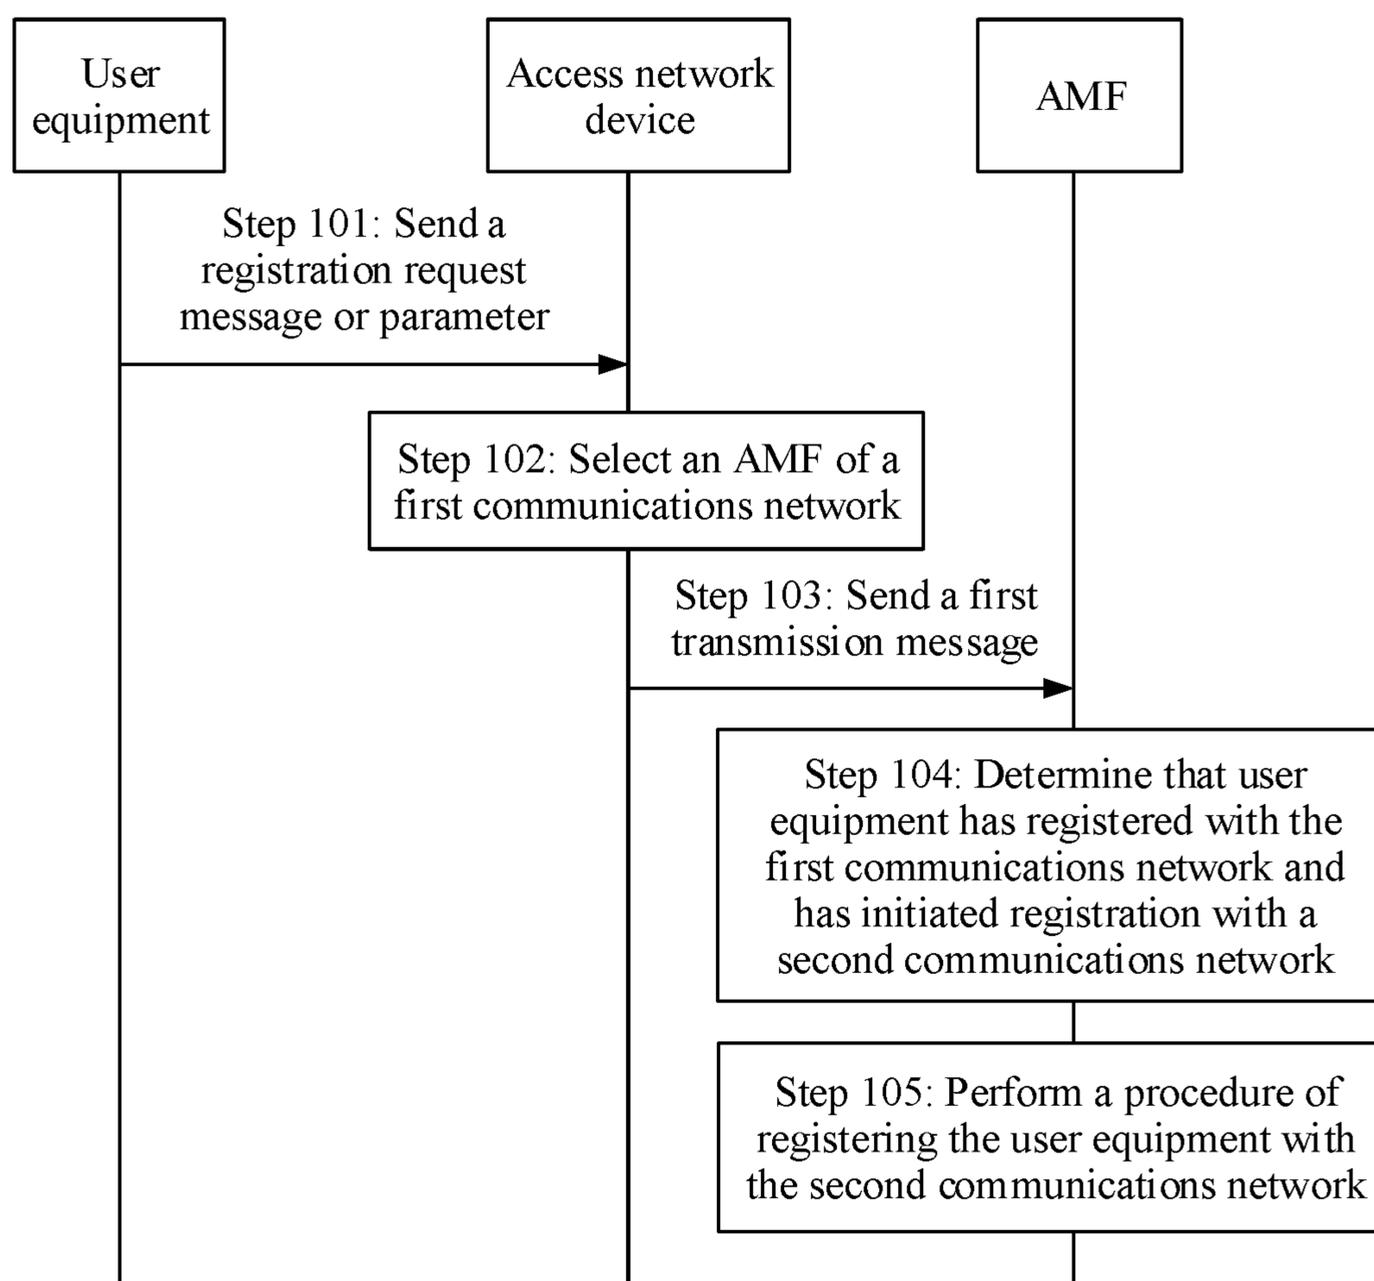 User
equipment
Access network
device
AMF
Step 101: Send a
registration request
message or parameter
Step 102: Select an AMF of a
first communications network
Step 103: Send a first
transmission message
Step 104: Determine that user
equipment has registered with the
first communications network and
has initiated registration with a
second communications network
Step 105: Perform a procedure of
registering the user equipment with
the second communications network